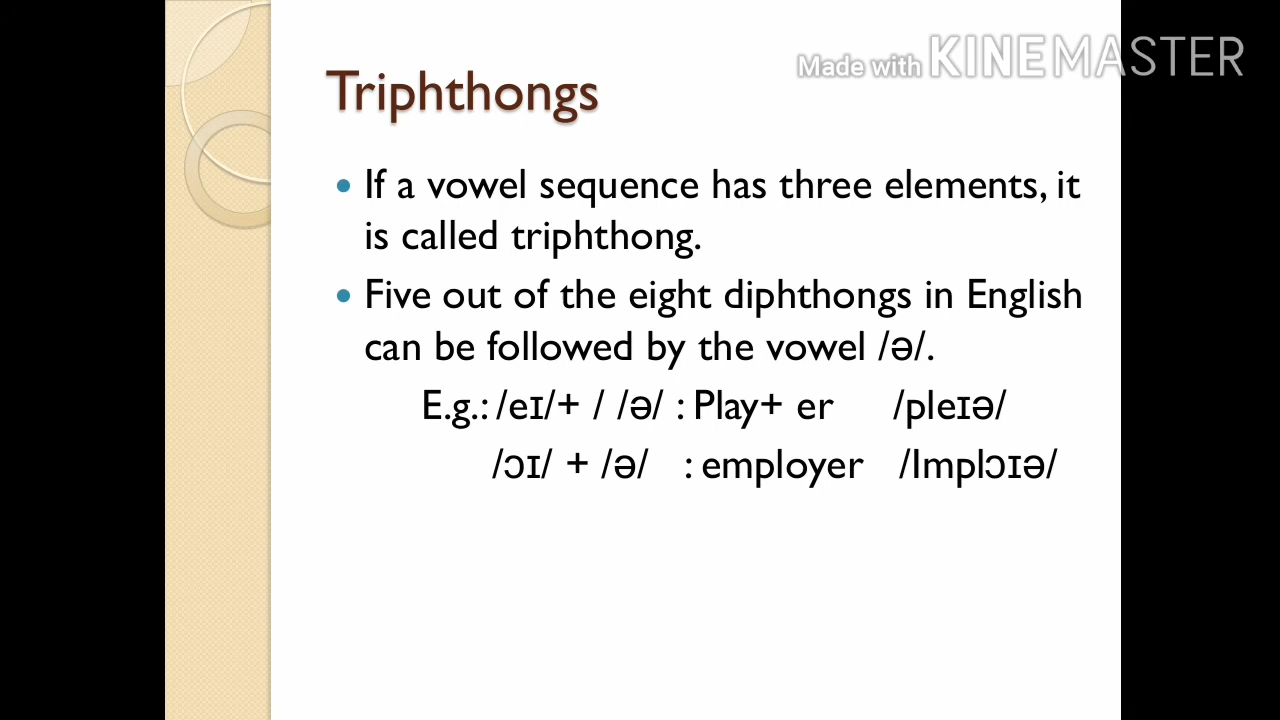 Made with KINEMASTER
Triphthongs
• If a vowel sequence has three elements, it
is called triphthong.
• Five out of the eight diphthongs in English
can be followed by the vowel /ə/.
E.g.: /eɪ/+ / /ə/ : Play+ er /pleɪə/
/ɔɪ/ + /ə/ : employer /Implɔɪə/